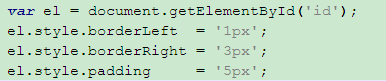 var el = document.getElementById('id');
el.style.borderLeft  = '1px';
el.style.borderRight = '3px';
el.style.padding     = '5px';